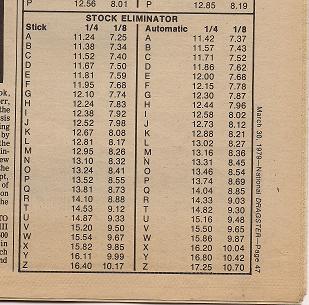 P 12.56 8.01 P 12.85 8.19
STOCK ELIMINATOR
Stick 1/4 1/8 Automatic 1/4 1/8
A 11.24 7.25 A 11.42 7.37
B 11.38 7.34 B 11.57 7.43
C 11.52 7.40 C 11.71 7.52
D 11.67 7.50 D 11.86 7.62
E 11.81 7.59 E 12.00 7.68
F 11.95 7.68 F 12.15 7.78
G 12.10 7.74 G 12.30 7.87
H 12.24 7.83 H 12.44 7.96
I 12.38 7.92 I 12.58 8.02
J 12.52 7.98 J 12.73 8.12
K 12.67 8.08 K 12.88 8.21
L 12.81 8.17 L 13.02 8.27
M 12.95 8.26 M 13.16 8.36
N 13.10 8.32 N 13.31 8.45
O 13.24 8.41 O 13.46 8.54
P 13.52 8.55 P 13.74 8.69
Q 13.81 8.73 Q 14.04 8.85
R 14.10 8.88 R 14.33 9.03
T 14.53 9.12 T 14.82 9.30
U 14.87 9.33 U 15.16 9.48
V 15.20 9.50 V 15.50 9.65
W 15.54 9.67 W 15.86 9.87
X 15.82 9.85 X 16.20 10.04
Y 16.11 9.99 Y 16.80 10.42
Z 16.40 10.17 Z 17.25 10.70
March 30, 1979—National DRAGSTER—Page 47